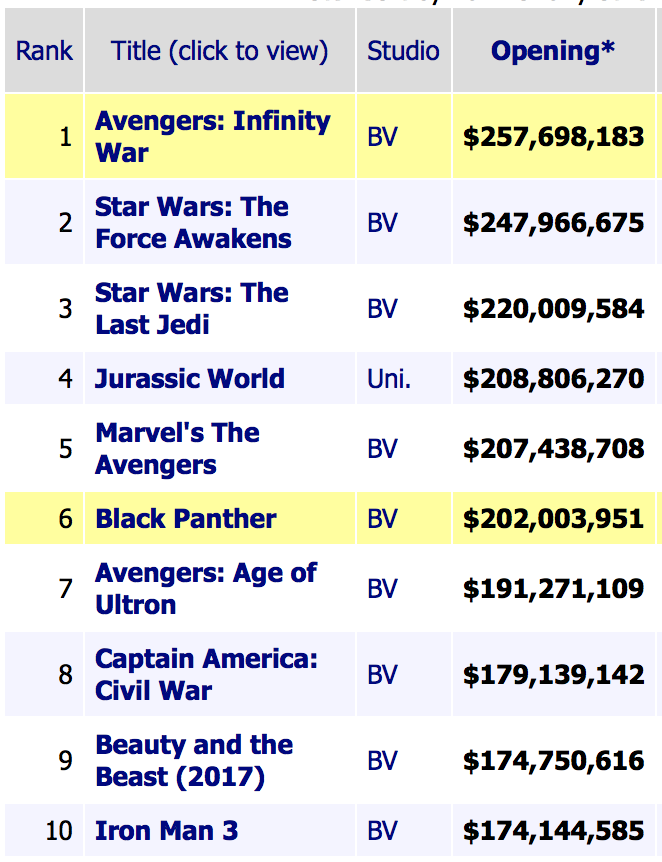 Rank Title (click to view) Studio Opening*
1 Avengers: Infinity War BV $257,698,183
2 Star Wars: The Force Awakens BV $247,966,675
3 Star Wars: The Last Jedi BV $220,009,584
4 Jurassic World Uni. $208,806,270
5 Marvel's The Avengers BV $207,438,708
6 Black Panther BV $202,003,951
7 Avengers: Age of Ultron BV $191,271,109
8 Captain America: Civil War BV $179,139,142
9 Beauty and the Beast (2017) BV $174,750,616
10 Iron Man 3 BV $174,144,585